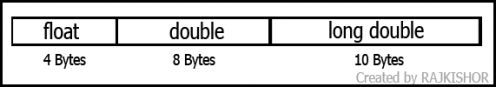 float double long double
4 Bytes 8 Bytes 10 Bytes
Created by RAJKISHOR